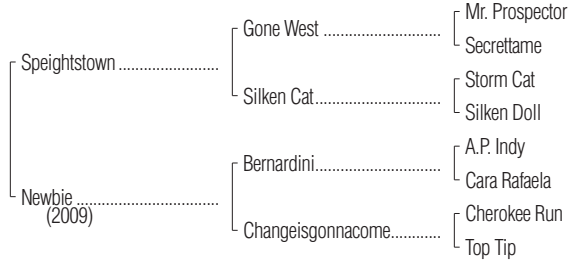 Mr. Prospector
Gone West
Secrettame
Speightstown
Storm Cat
Silken Cat
Silken Doll
A.P. Indy
Bernardini
Cara Rafaela
Newbie
(2009)
Cherokee Run
Changeisgonnacome
Top Tip